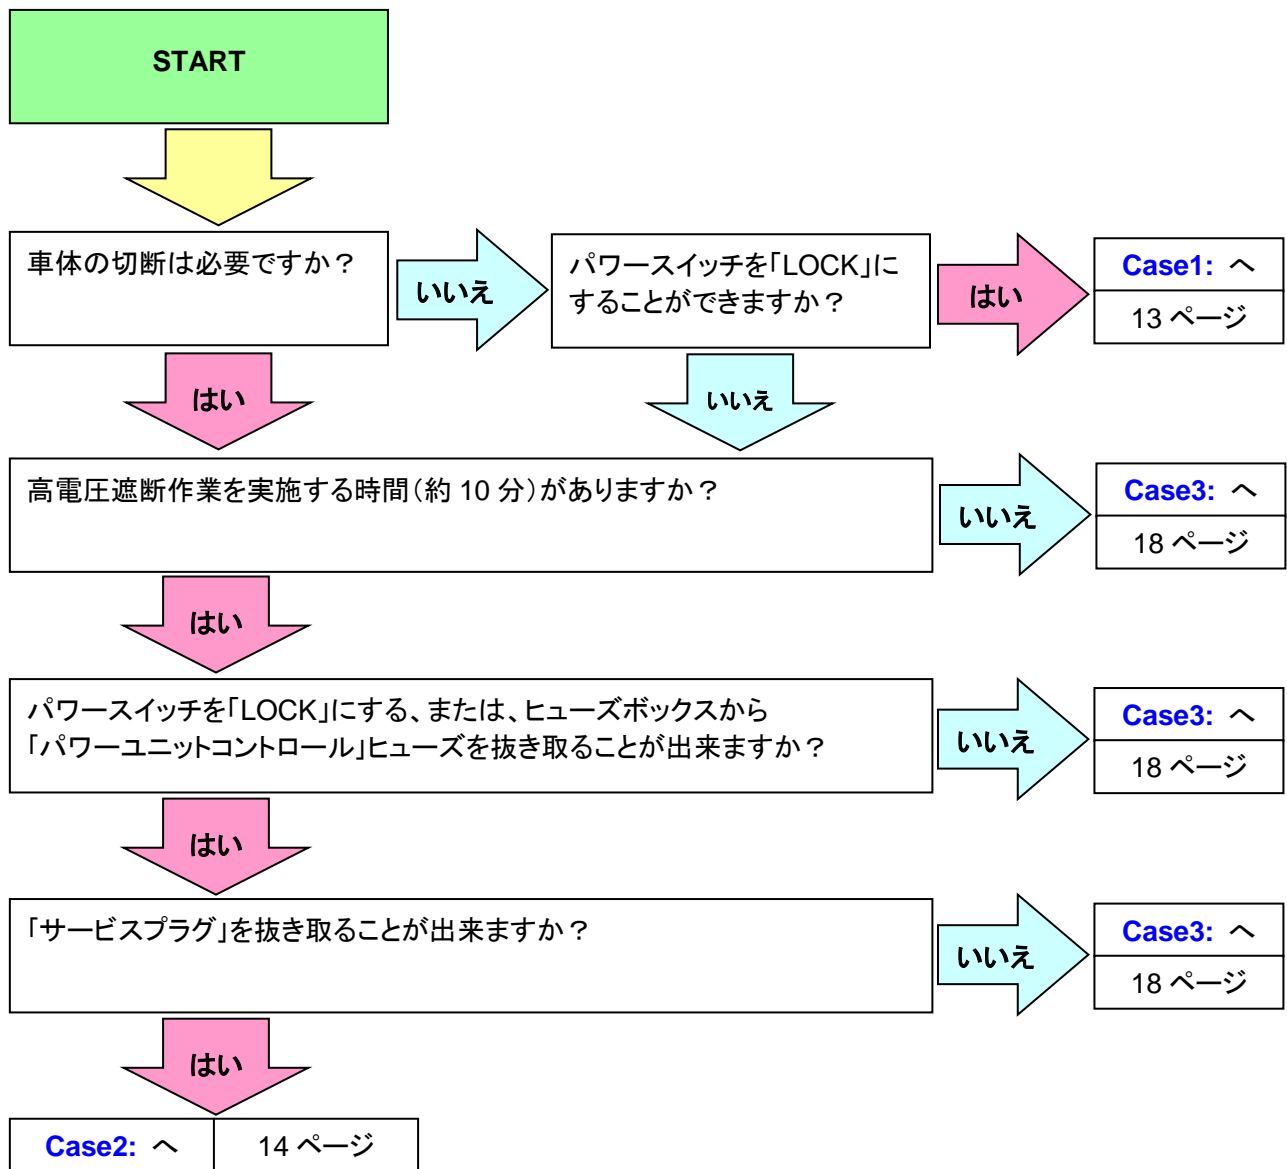 START
車体の切断は必要ですか？
いいえ
パワースイッチを｢LOCK｣に
することができますか？
はい
Case1: へ
13 ページ
はい
いいえ
高電圧遮断作業を実施する時間（約 10 分）がありますか？
いいえ
Case3: へ
18 ページ
はい
パワースイッチを｢LOCK｣にする、または、ヒューズボックスから
｢パワーユニットコントロール｣ヒューズを抜き取ることが出来ますか？
いいえ
Case3: へ
18 ページ
はい
｢サービスプラグ｣を抜き取ることが出来ますか？
いいえ
Case3: へ
18 ページ
はい
Case2: へ
14 ページ